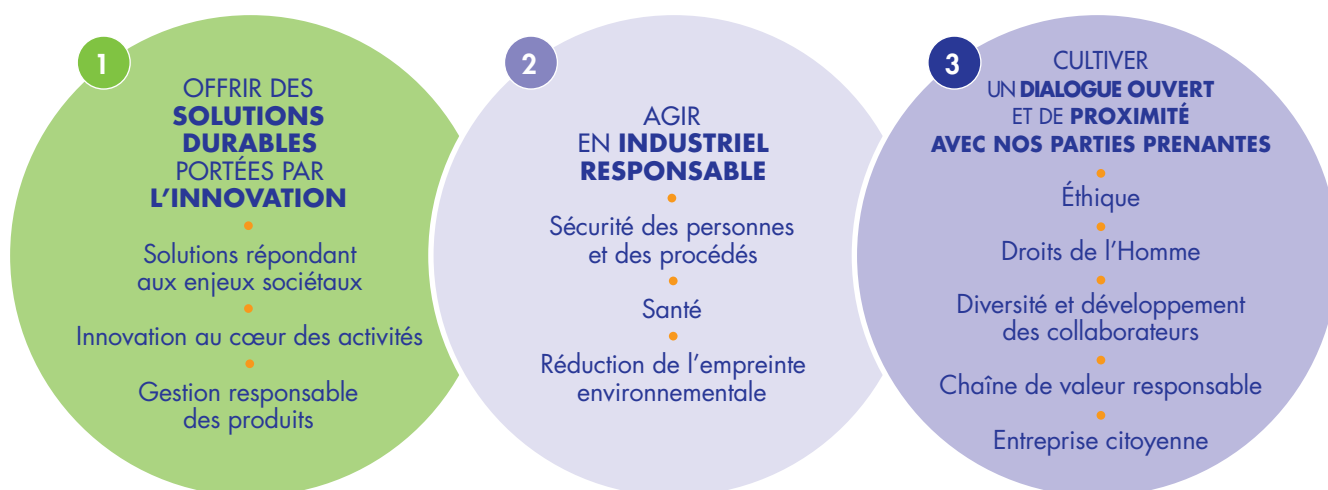 1
OFFRIR DES
SOLUTIONS
DURABLES
PORTÉES PAR
L’INNOVATION
Solutions répondant
aux enjeux sociétaux
Innovation au cœur des activités
Gestion responsable
des produits
2
AGIR
EN INDUSTRIEL
RESPONSABLE
Sécurité des personnes
et des procédés
Santé
Réduction de l’empreinte
environnementale
3
CULTIVER
UN DIALOGUE OUVERT
ET DE PROXIMITÉ
AVEC NOS PARTIES PRENANTES
Éthique
Droits de l’Homme
Diversité et développement
des collaborateurs
Chaîne de valeur responsable
Entreprise citoyenne